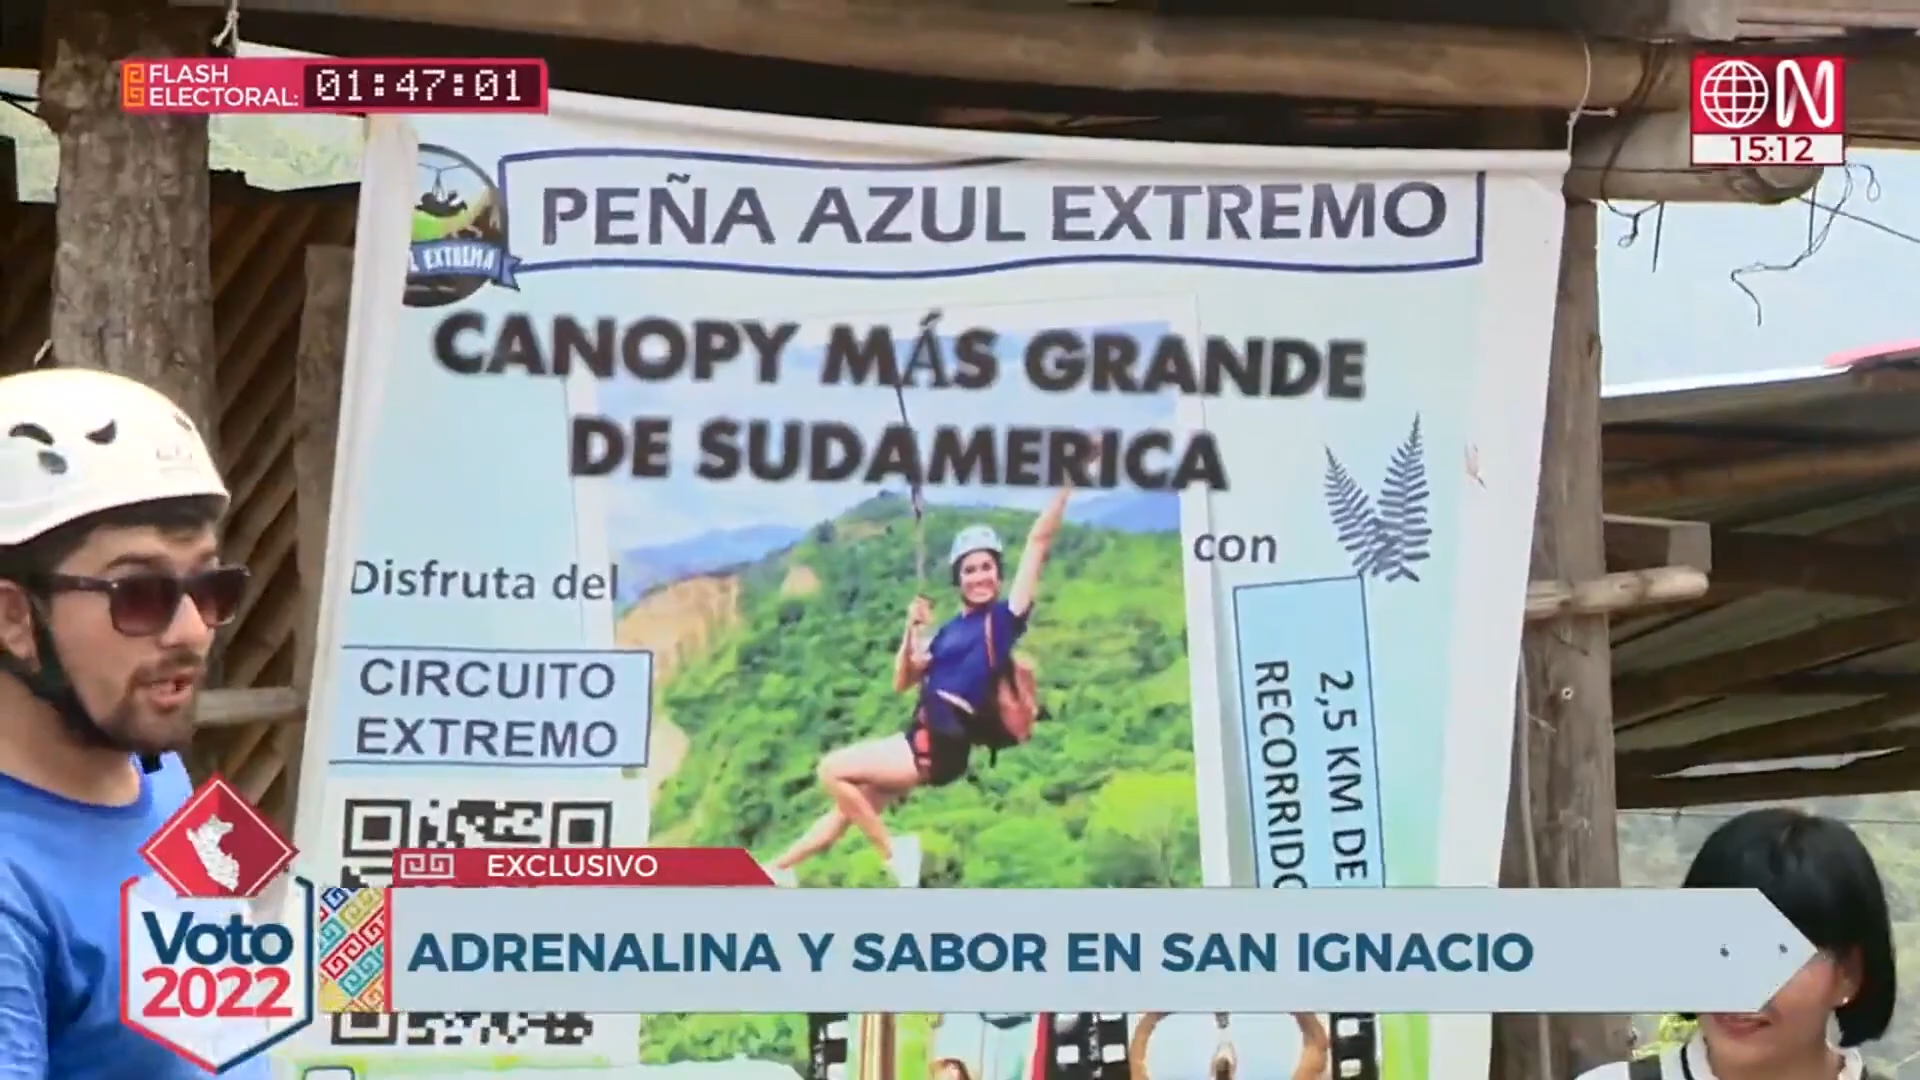 FLASH
ELECTORAL: 01:47:01
N
15:12
PEÑA AZUL EXTREMO
L EXTREMA
CANOPY MÁS GRANDE
DE SUDAMERICA
Disfruta del
con
CIRCUITO
EXTREMO
2,5 KM DE
RECORRIDO
EXCLUSIVO
Voto
2022
ADRENALINA Y SABOR EN SAN IGNACIO